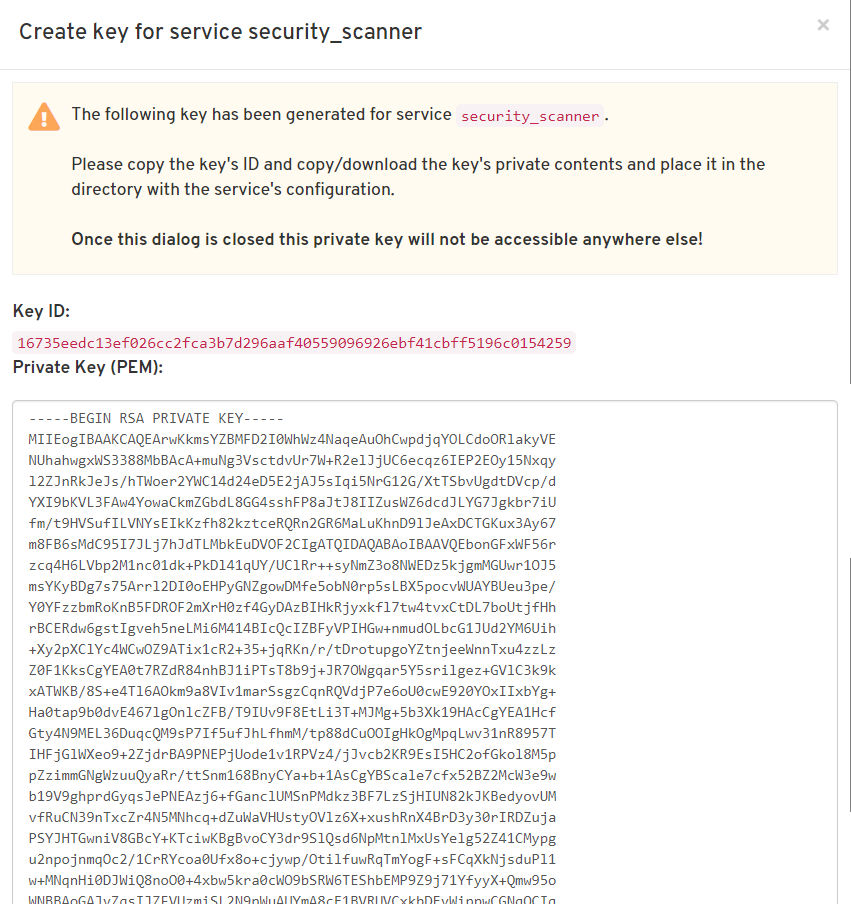 Create key for service security_scanner
×
The following key has been generated for service security_scanner.
Please copy the key's ID and copy/download the key's private contents and place it in the
directory with the service's configuration.
Once this dialog is closed this private key will not be accessible anywhere else!
Key ID:
16735eedc13ef026cc2fca3b7d296aaf40559096926ebf41cbff5196c0154259
Private Key (PEM):
-----BEGIN RSA PRIVATE KEY-----
MIIEogIBAAKCAQEArwKkmsYZBMFD2I0WhWz4NaqeAuOhCwpdjqYOLCdoORlakyVE
NUhahwgxWS3388MbBAcA+muNg3VsctdvUr7W+R2elJjUC6ecqz6IEP2EOy15Nxqy
l2ZJnRkJeJs/hTWoer2YWC14d24eD5E2jAJ5sIqi5NrG12G/XtTSbvUgdtDVcp/d
YXI9bKVL3FAw4YowaCkmZGbdL8GG4sshFP8aJtJ8IIZusWZ6dcdJLYG7Jgkbr7iU
fm/t9HVSufILVNYsEIkKzfh82kztceRQRn2GR6MaLuKhnD9lJeAxDCTGKux3Ay67
m8FB6sMdC95I7JLj7hJdTLMbkEuDVOF2CIgATQIDAQABAoIBAAVQEbonGFxWF56r
zcq4H6LVbp2M1nc01dk+PkDl41qUY/UClRr++syNmZ3o8NWEDz5kjgmMGUwr1OJ5
msYKyBDg7s75Arrl2DI0oEHPyGNZgowDMfe5obN0rp5sLBX5pocvWUAYBUeu3pe/
Y0YFzzbmRoKnB5FDROF2mXrH0zf4GyDAzBIHkRjyxkfl7tw4tvxCtDL7boUtjfHh
rBCERdw6gstIgveh5neLMi6M414BIcQcIZBFyVPIHGw+nmudOLbcG1JUd2YM6Uih
+Xy2pXClYc4WCwOZ9ATix1cR2+35+jqRKn/r/tDrotupgoYZtnjeeWnnTxu4zzLz
Z0F1KksCgYEA0t7RZdR84nhBJ1iPTsT8b9j+JR7OWgqar5Y5srilgez+GVlC3k9k
xATWKB/8S+e4Tl6AOkm9a8VIv1marSsgzCqnRQVdjP7e6oU0cwE920YOxIIxbYg+
Ha0tap9b0dvE467lgOnlcZFB/T9IUv9F8EtLi3T+MJMg+5b3Xk19HAcCgYEA1Hcf
Gty4N9MEL36DuqcQM9sP7If5ufJhLfhmM/tp88dCuOOIgHkOgMpqLwv31nR8957T
IHFjGlWXeo9+2ZjdrBA9PNEPjUode1v1RPVz4/jJvcb2KR9EsI5HC2ofGkol8M5p
pZzimmGNgWzuuQyaRr/ttSnm168BnyCYa+b+1AsCgYBScale7cfx52BZ2McW3e9w
b19V9ghprdGyqsJePNEAzj6+fGanclUMSnPMdkz3BF7LzSjHIUN82kJKBedyovUM
vfRuCN39nTxcZr4N5MNhcq+dZuWaVHUstyOVlz6X+xushRnX4BrD3y30rIRDZuja
PSYJHTGwniV8GBcY+KTciwKBgBvoCY3dr9SlQsd6NpMtnlMxUsYelg52Z41CMypg
u2npojnmqOc2/1CrRYcoa0Ufx8o+cjywp/OtilfuwRqTmYogF+sFCqXkNjsduPl1
w+MNqnHi0DJWiQ8noO0+4xbw5kra0cWO9bSRW6TEShbEMP9Z9j71YfyyX+Qmw95o